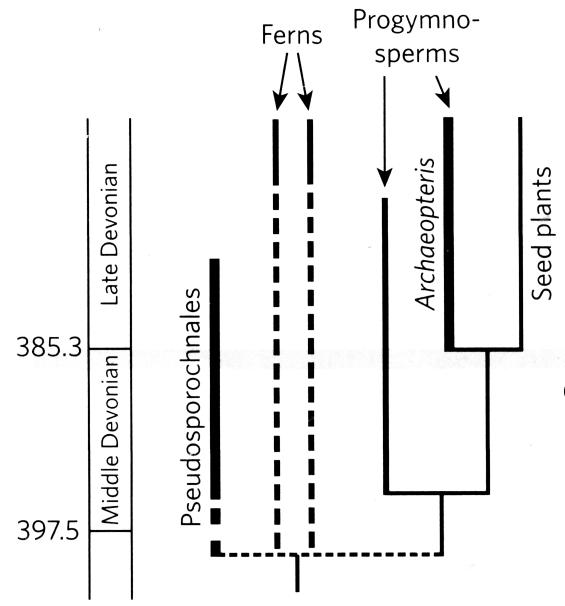 Ferns
Progymno-
sperms
Late Devonian
Archaeopteris
Seed plants
385.3
Pseudosporochnales
Middle Devonian
397.5